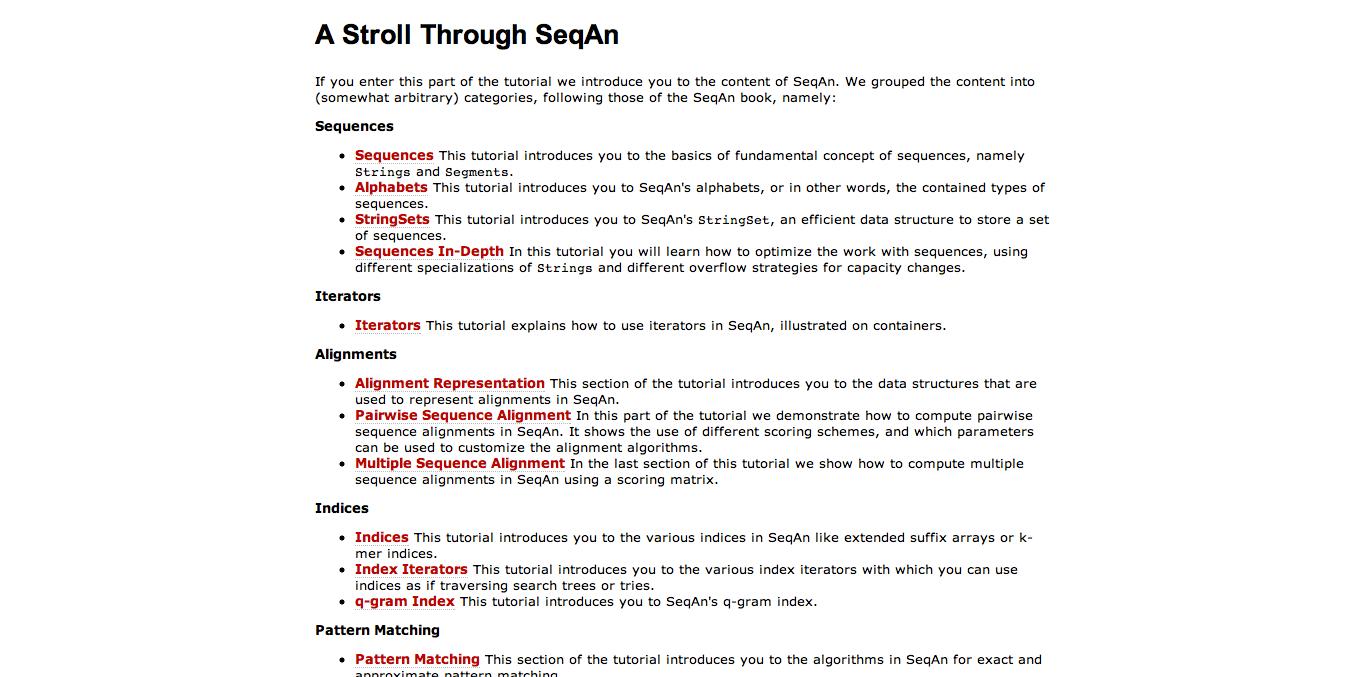 A Stroll Through SeqAn
If you enter this part of the tutorial we introduce you to the content of SeqAn. We grouped the content into
(somewhat arbitrary) categories, following those of the SeqAn book, namely:
Sequences
• Sequences This tutorial introduces you to the basics of fundamental concept of sequences, namely
Strings and Segments.
• Alphabets This tutorial introduces you to SeqAn's alphabets, or in other words, the contained types of
sequences.
• StringSets This tutorial introduces you to SeqAn's StringSet, an efficient data structure to store a set
of sequences.
• Sequences In-Depth In this tutorial you will learn how to optimize the work with sequences, using
different specializations of Strings and different overflow strategies for capacity changes.
Iterators
• Iterators This tutorial explains how to use iterators in SeqAn, illustrated on containers.
Alignments
• Alignment Representation This section of the tutorial introduces you to the data structures that are
used to represent alignments in SeqAn.
• Pairwise Sequence Alignment In this part of the tutorial we demonstrate how to compute pairwise
sequence alignments in SeqAn. It shows the use of different scoring schemes, and which parameters
can be used to customize the alignment algorithms.
• Multiple Sequence Alignment In the last section of this tutorial we show how to compute multiple
sequence alignments in SeqAn using a scoring matrix.
Indices
• Indices This tutorial introduces you to the various indices in SeqAn like extended suffix arrays or k-
mer indices.
• Index Iterators This tutorial introduces you to the various index iterators with which you can use
indices as if traversing search trees or tries.
• q-gram Index This tutorial introduces you to SeqAn's q-gram index.
Pattern Matching
• Pattern Matching This section of the tutorial introduces you to the algorithms in SeqAn for exact and
approximate pattern matching